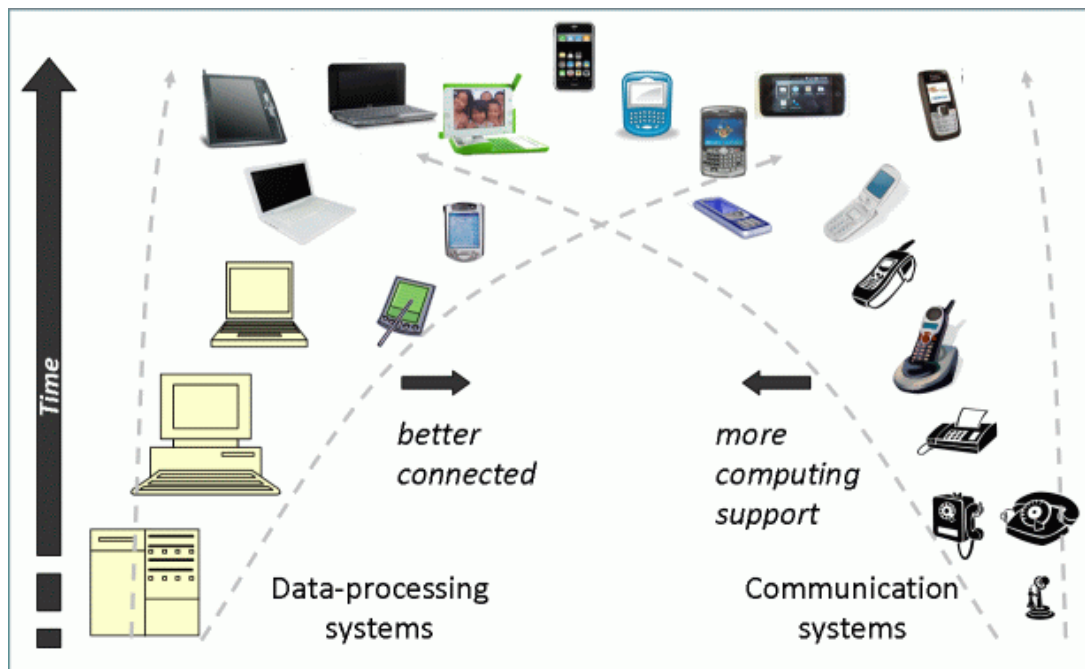 Time
better
connected
more
computing
support
Data-processing
systems
Communication
systems